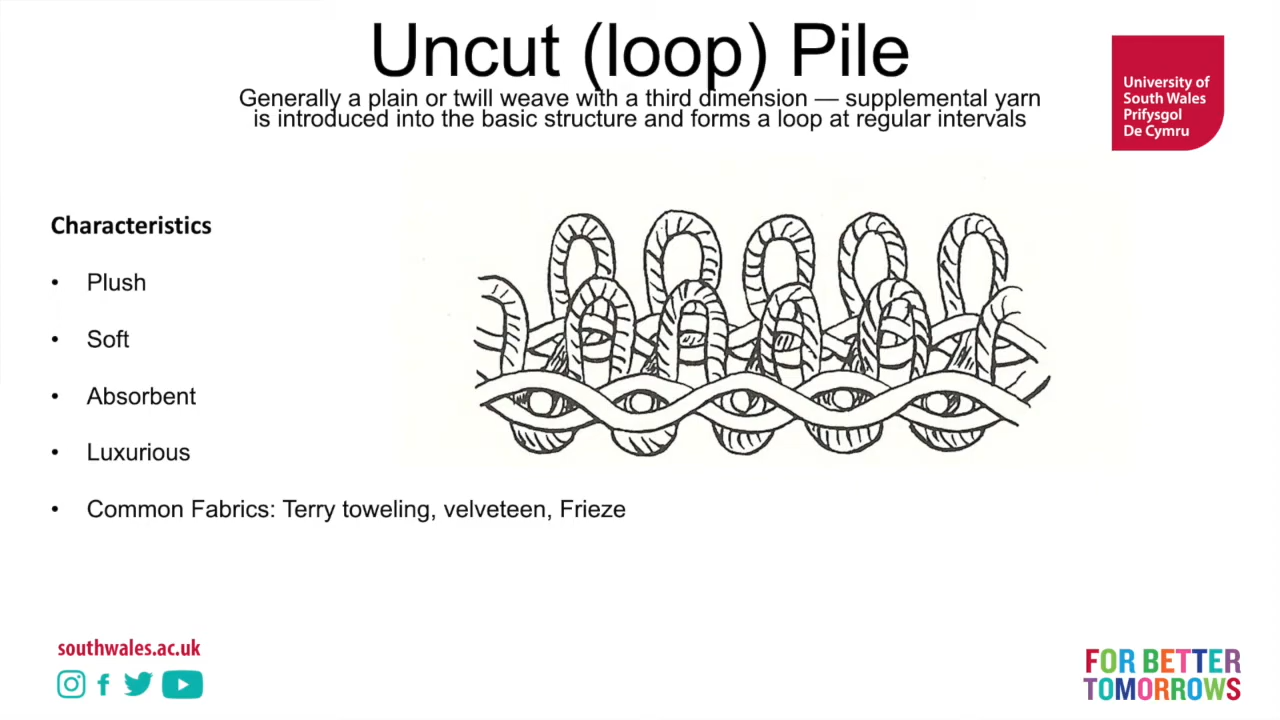 Uncut (loop) Pile
Generally a plain or twill weave with a third dimension — supplemental yarn
is introduced into the basic structure and forms a loop at regular intervals
University of
South Wales
Prifysgol
De Cymru
Characteristics
• Plush
• Soft
• Absorbent
• Luxurious
• Common Fabrics: Terry toweling, velveteen, Frieze
southwales.ac.uk
FOR BETTER
TOMORROWS